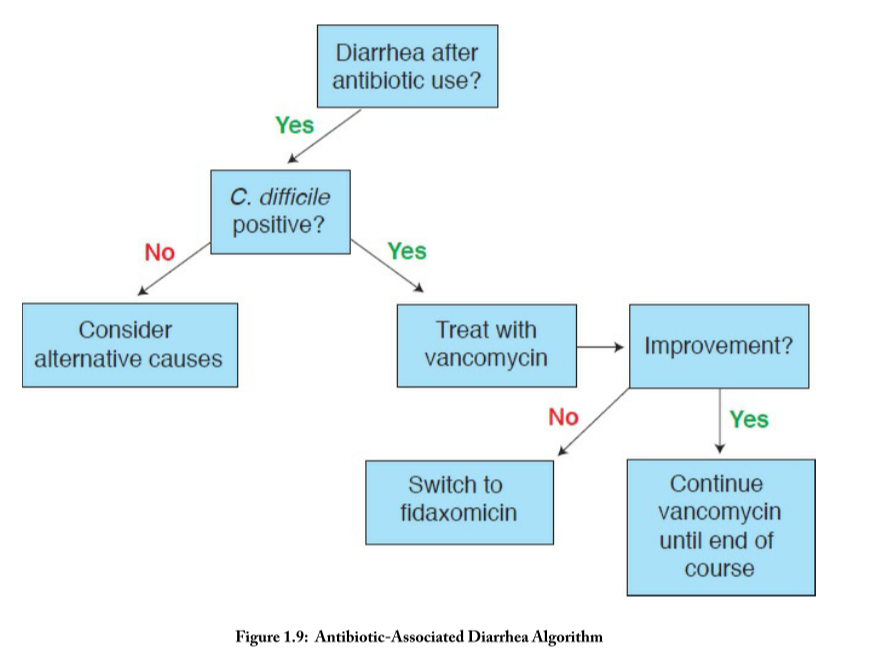 Diarrhea after
antibiotic use?
Yes
C. difficile
positive?
No
Yes
Consider
alternative causes
Treat with
vancomycin
Improvement?
No
Yes
Switch to
fidaxomicin
Continue
vancomycin
until end of
course
Figure 1.9: Antibiotic-Associated Diarrhea Algorithm